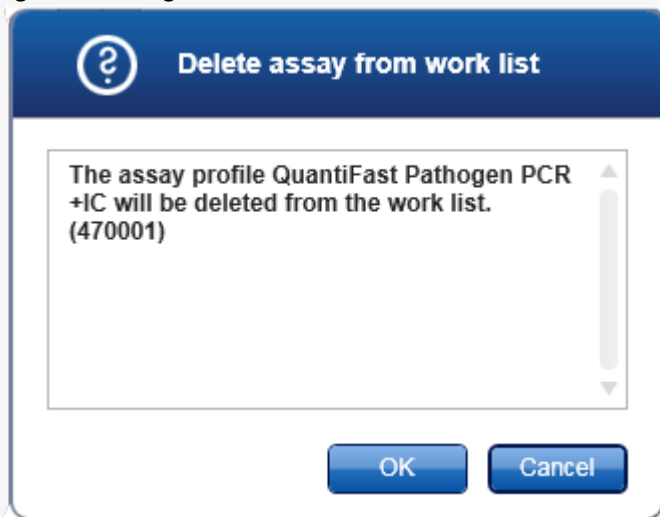 Delete assay from work list
The assay profile QuantiFast Pathogen PCR
+IC will be deleted from the work list.
(470001)
OK
Cancel